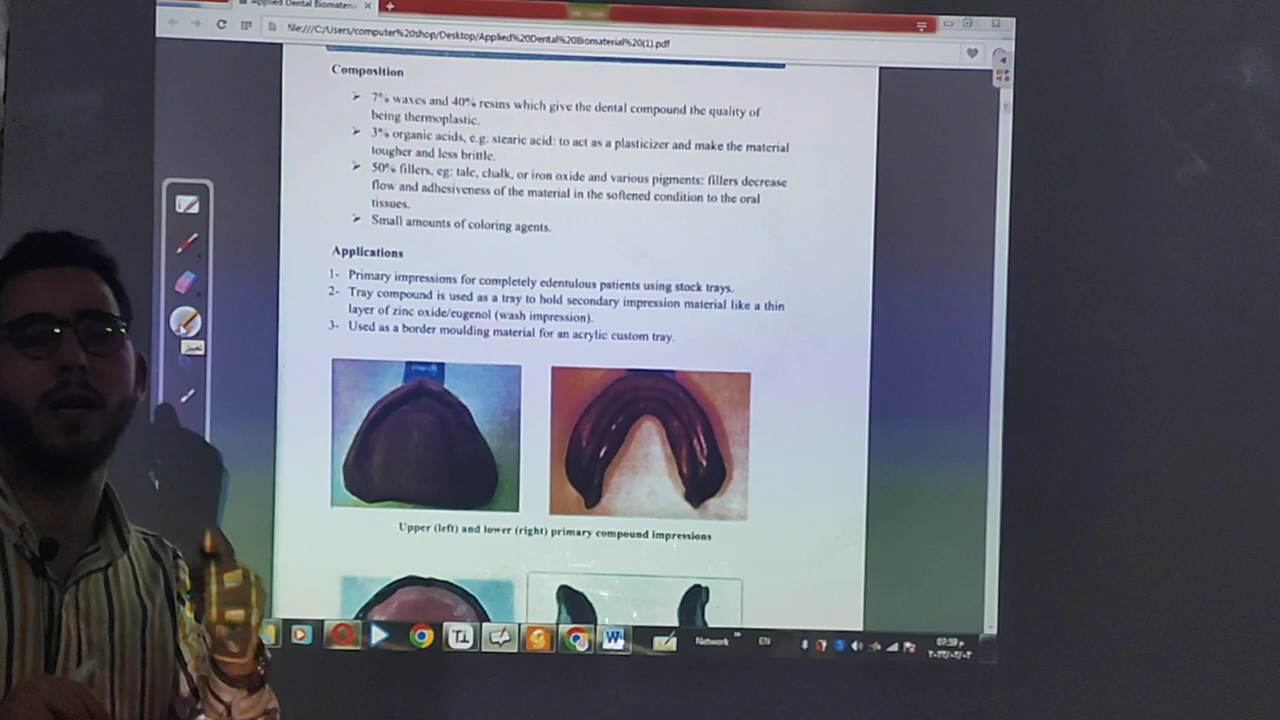 Applied Dental Biomateria
file:///C:/Users/computer%20shop/Desktop/Applied%20Dental%20Biomaterial%20(1).pdf
Composition
➢ 7% waxes and 40% resins which give the dental compound the quality of
being thermoplastic.
➢ 3% organic acids, e.g: stearic acid: to act as a plasticizer and make the material
tougher and less brittle.
➢ 50% fillers, eg: talc, chalk, or iron oxide and various pigments: fillers decrease
flow and adhesiveness of the material in the softened condition to the oral
tissues.
➢ Small amounts of coloring agents.
Applications
1- Primary impressions for completely edentulous patients using stock trays.
2- Tray compound is used as a tray to hold secondary impression material like a thin
layer of zinc oxide/eugenol (wash impression).
3- Used as a border moulding material for an acrylic custom tray.
Upper (left) and lower (right) primary compound impressions
Network
EN
07:59 م